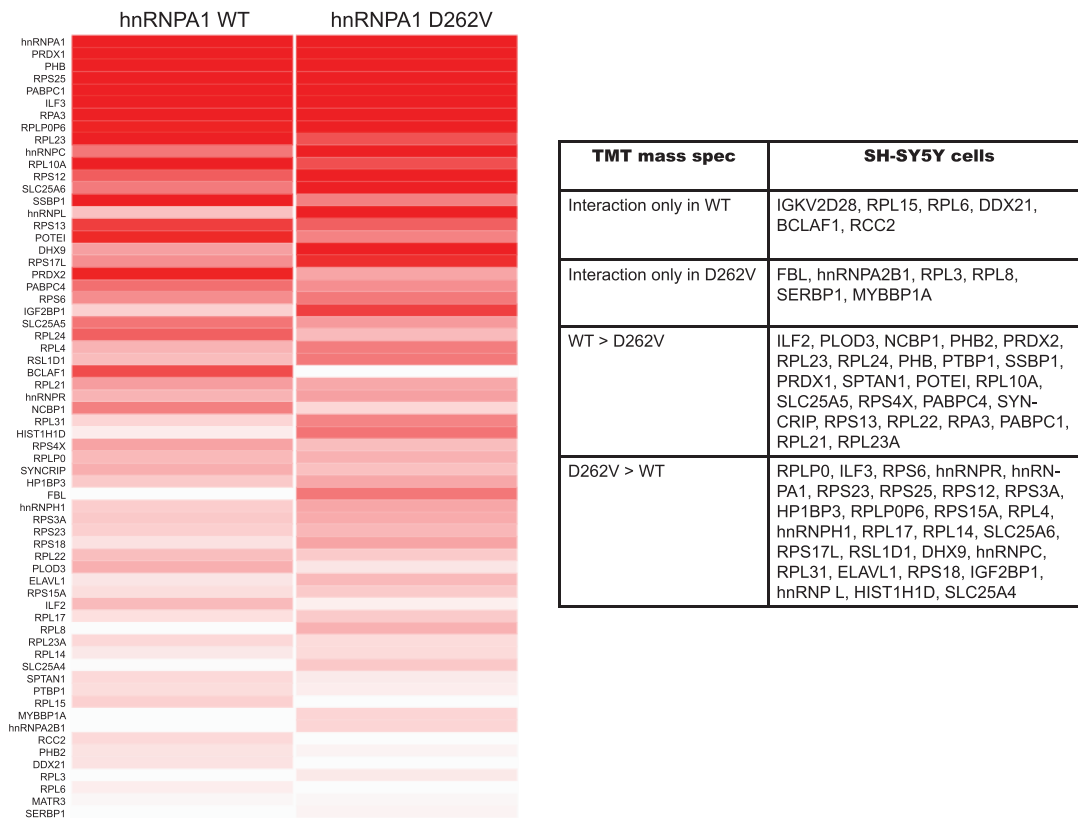 hnRNPA1 WT
hnRNPA1 D262V
hnRNPA1
PRDX1
PHB
RPS25
PABPC1
ILF3
RPA3
RPLP0P6
RPL23
hnRNPC
RPL10A
RPS12
SLC25A6
SSBP1
hnRNPL
RPS13
POTEI
DHX9
RPS17L
PRDX2
PABPC4
RPS6
IGF2BP1
SLC25A5
RPL24
RPL4
RSL1D1
BCLAF1
RPL21
hnRNPR
NCBP1
RPL31
HIST1H1D
RPS4X
RPLP0
SYNCRIP
HP1BP3
FBL
hnRNPH1
RPS3A
RPS23
RPS18
RPL22
PLOD3
ELAVL1
RPS15A
ILF2
RPL17
RPL8
RPL23A
RPL14
SLC25A4
SPTAN1
PTBP1
RPL15
MYBBP1A
hnRNPA2B1
RCC2
PHB2
DDX21
RPL3
RPL6
MATR3
SERBP1
TMT mass spec
SH-SY5Y cells
Interaction only in WT
IGKV2D28, RPL15, RPL6, DDX21,
BCLAF1, RCC2
Interaction only in D262V
FBL, hnRNPA2B1, RPL3, RPL8,
SERBP1, MYBBP1A
WT > D262V
ILF2, PLOD3, NCBP1, PHB2, PRDX2,
RPL23, RPL24, PHB, PTBP1, SSBP1,
PRDX1, SPTAN1, POTEI, RPL10A,
SLC25A5, RPS4X, PABPC4, SYN-
CRIP, RPS13, RPL22, RPA3, PABPC1,
RPL21, RPL23A
D262V > WT
RPLP0, ILF3, RPS6, hnRNPR, hnRN-
PA1, RPS23, RPS25, RPS12, RPS3A,
HP1BP3, RPLP0P6, RPS15A, RPL4,
hnRNPH1, RPL17, RPL14, SLC25A6,
RPS17L, RSL1D1, DHX9, hnRNPC,
RPL31, ELAVL1, RPS18, IGF2BP1,
hnRNP L, HIST1H1D, SLC25A4